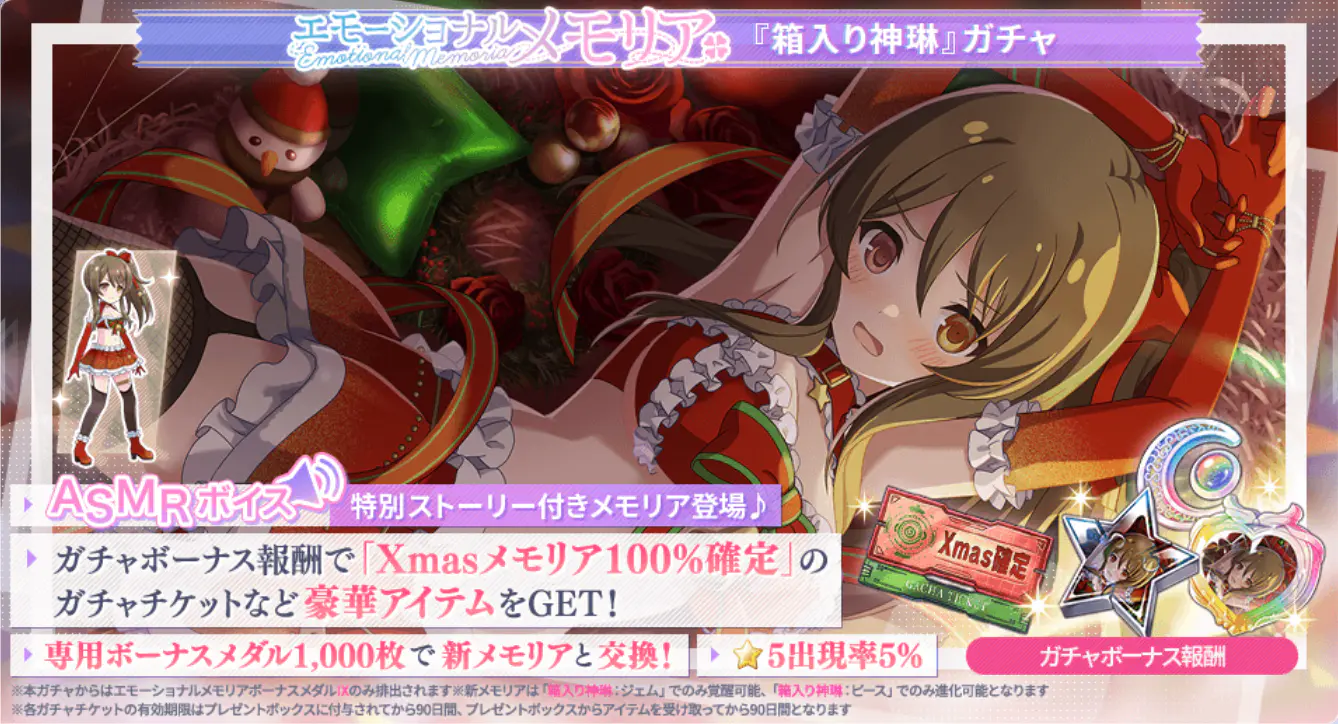 エモーショナルメモリア
Emotional Memoria
『箱入り神琳』ガチャ
ASMRボイス
特別ストーリー付きメモリア登場♪
ガチャボーナス報酬で「Xmasメモリア100%確定」の
ガチャチケットなど豪華アイテムをGET!
Xmas確定
GACHA TICKET
専用ボーナスメダル1,000枚で新メモリアと交換!
5出現率5%
ガチャボーナス報酬
※本ガチャからはエモーショナルメモリアボーナスメダルIXのみ排出されます※新メモリアは「箱入り神琳:ジェム」でのみ覚醒可能、「箱入り神琳:ピース」でのみ進化可能となります
※各ガチャチケットの有効期限はプレゼントボックスに付与されてから90日間、プレゼントボックスからアイテムを受け取ってから90日間となります